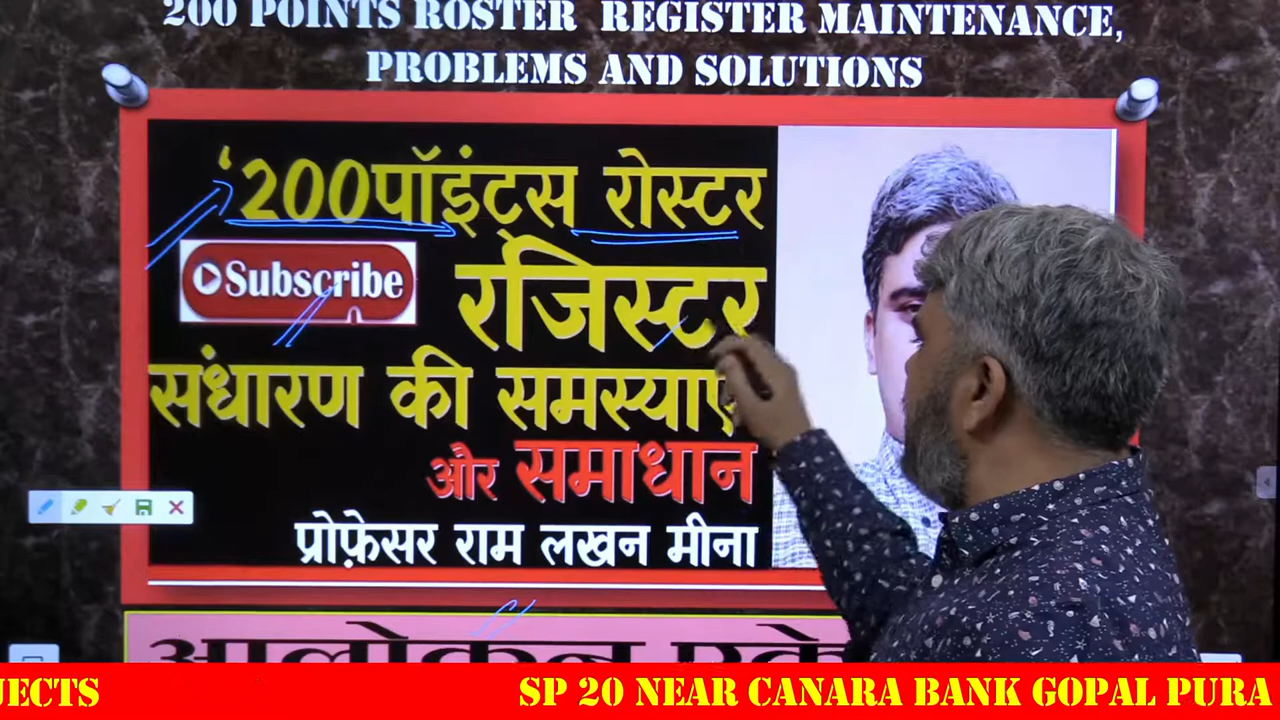 200 POINTS ROSTER REGISTER MAINTENANCE,
PROBLEMS AND SOLUTIONS
'200पॉइंट्स रोस्टर
Subscribe
रजिस्टर
संधारण की समस्याएं
और समाधान
प्रोफ़ेसर राम लखन मीना
JECTS SP 20 NEAR CANARA BANK GOPAL PURA